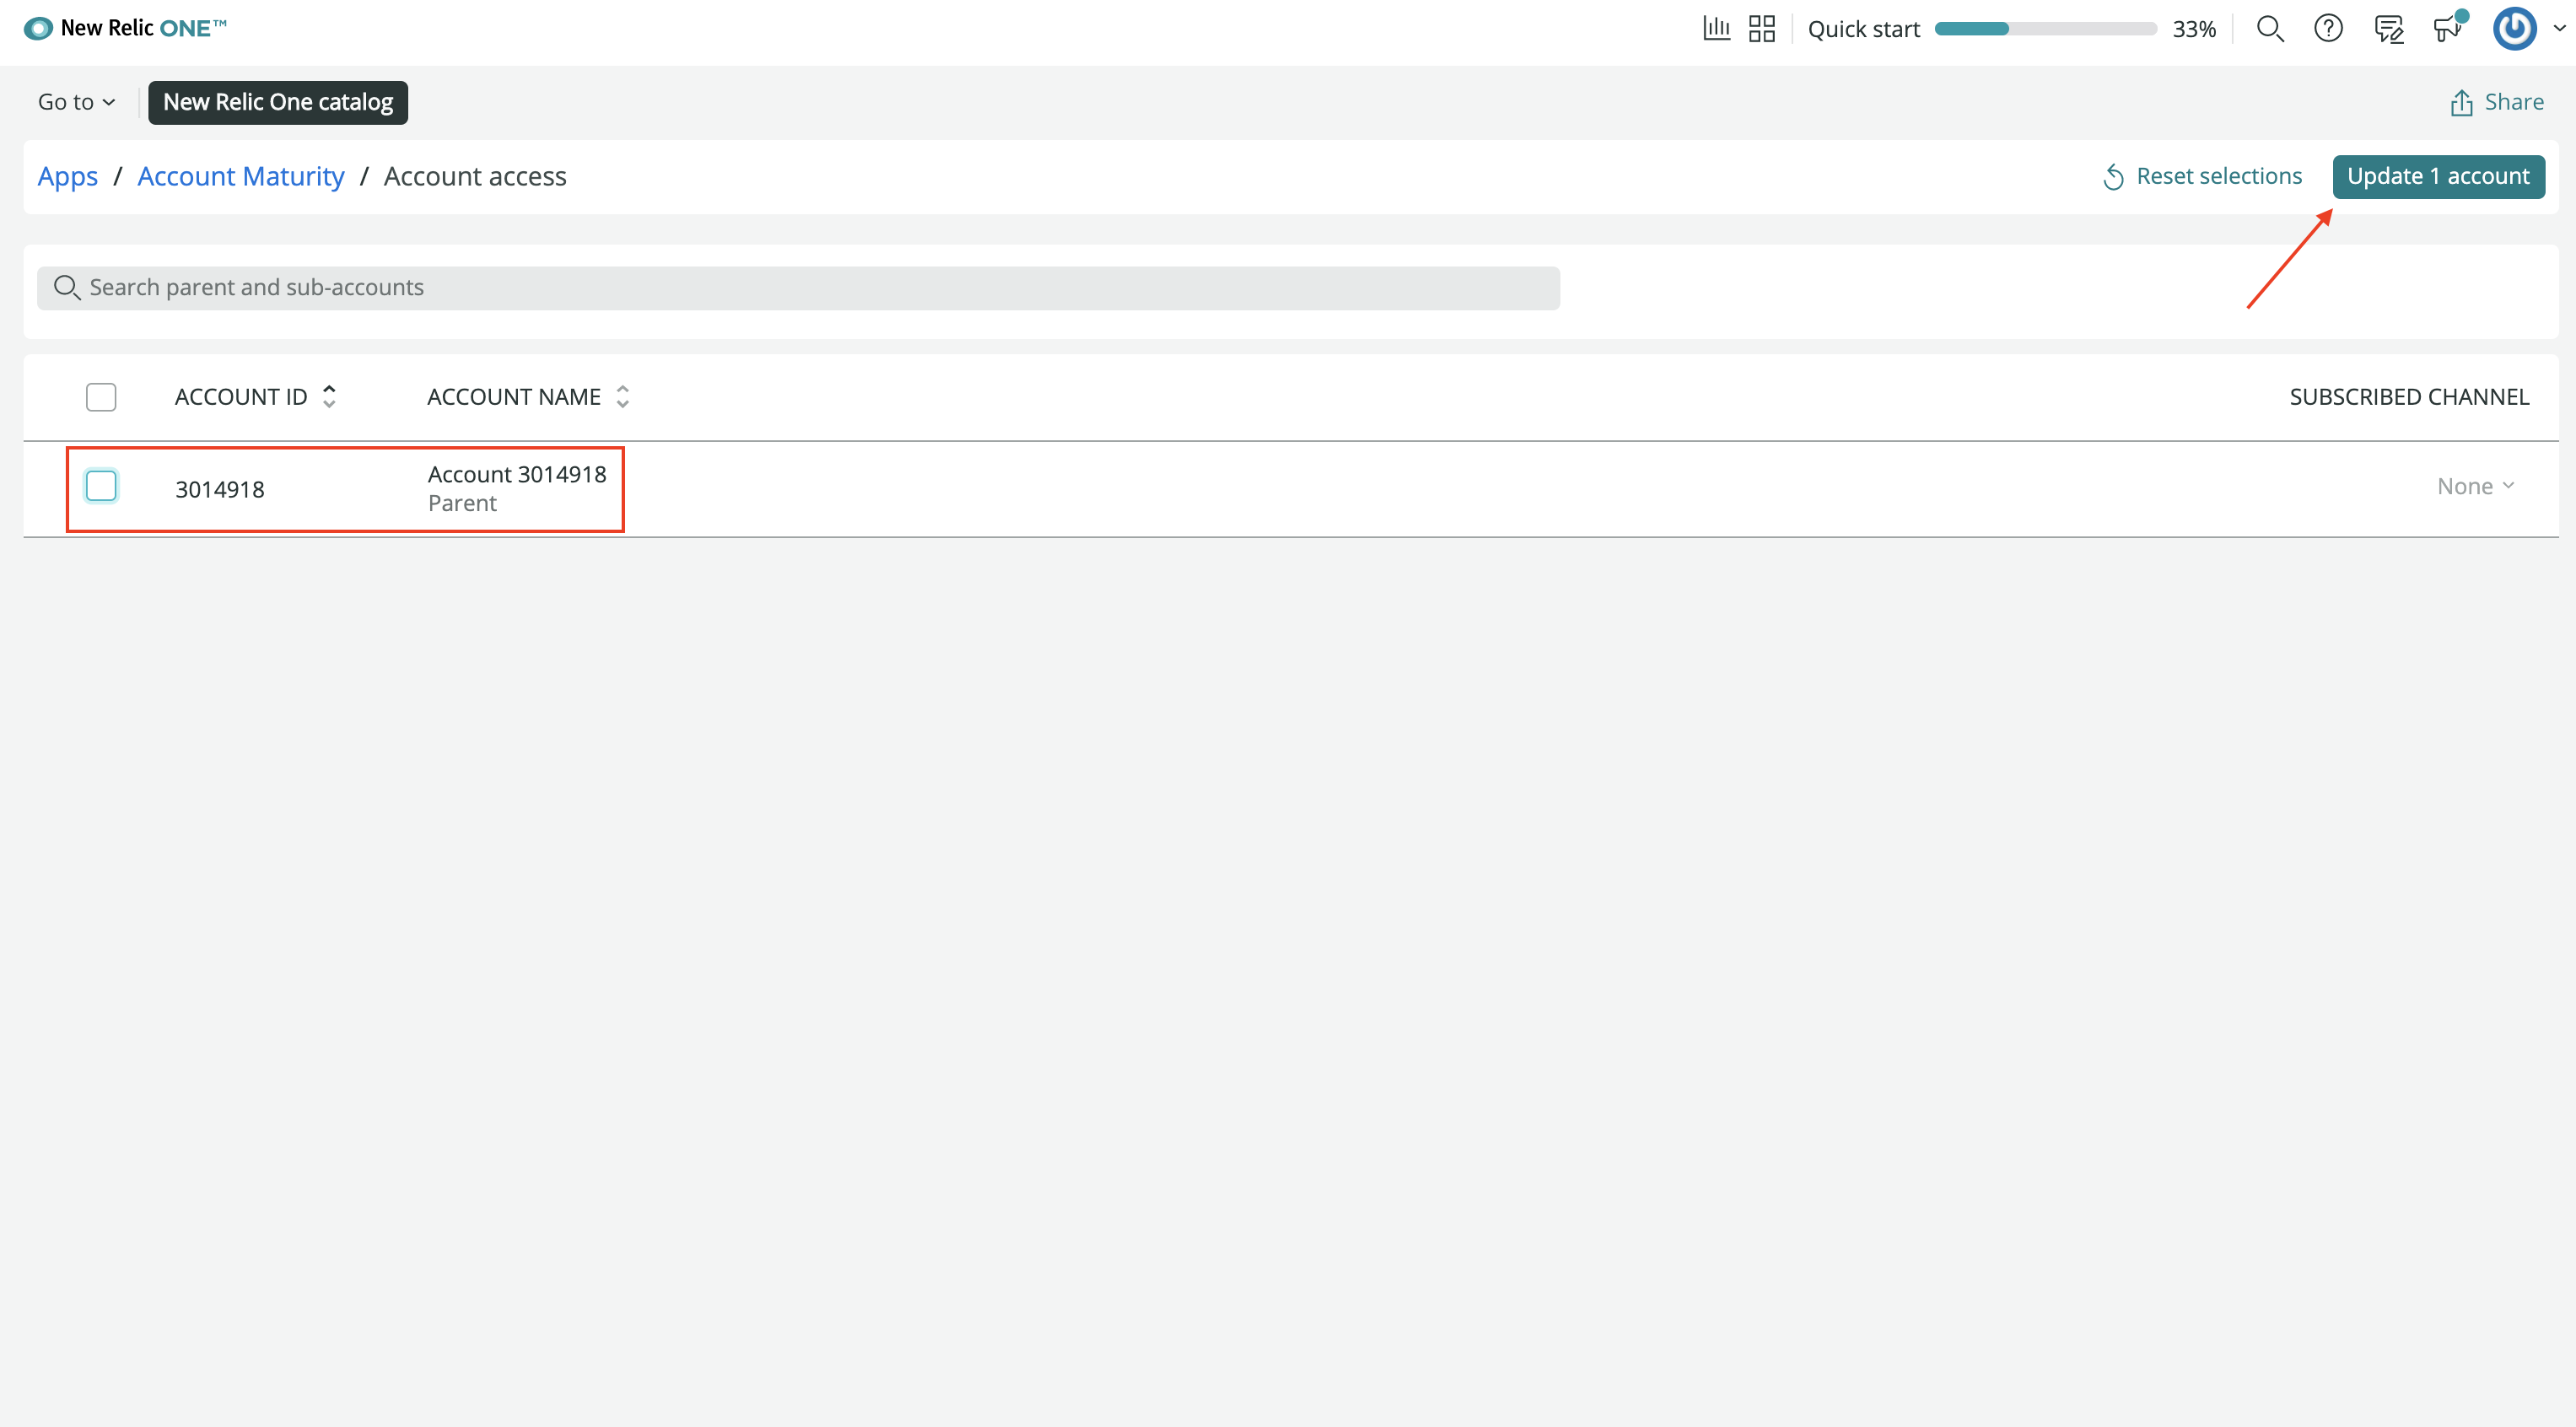 New Relic ONE™
Quick start 33%
Go to
New Relic One catalog
Share
Apps / Account Maturity / Account access
Reset selections
Update 1 account
Search parent and sub-accounts
ACCOUNT ID ACCOUNT NAME SUBSCRIBED CHANNEL
3014918 Account 3014918 None
Parent